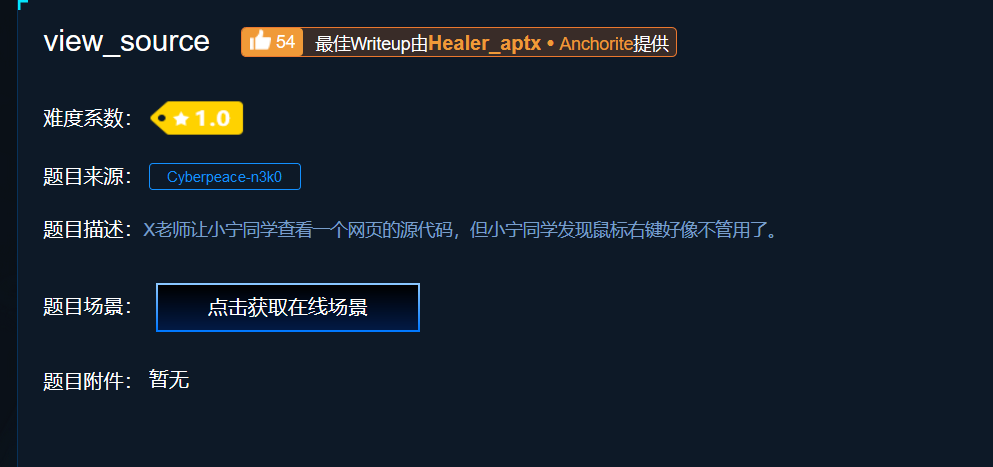 view_source 54 最佳Writeup由Healer_aptx • Anchorite提供
难度系数： 1.0
题目来源： Cyberpeace-n3k0
题目描述：X老师让小宁同学查看一个网页的源代码，但小宁同学发现鼠标右键好像不管用了。
题目场景： 点击获取在线场景
题目附件： 暂无